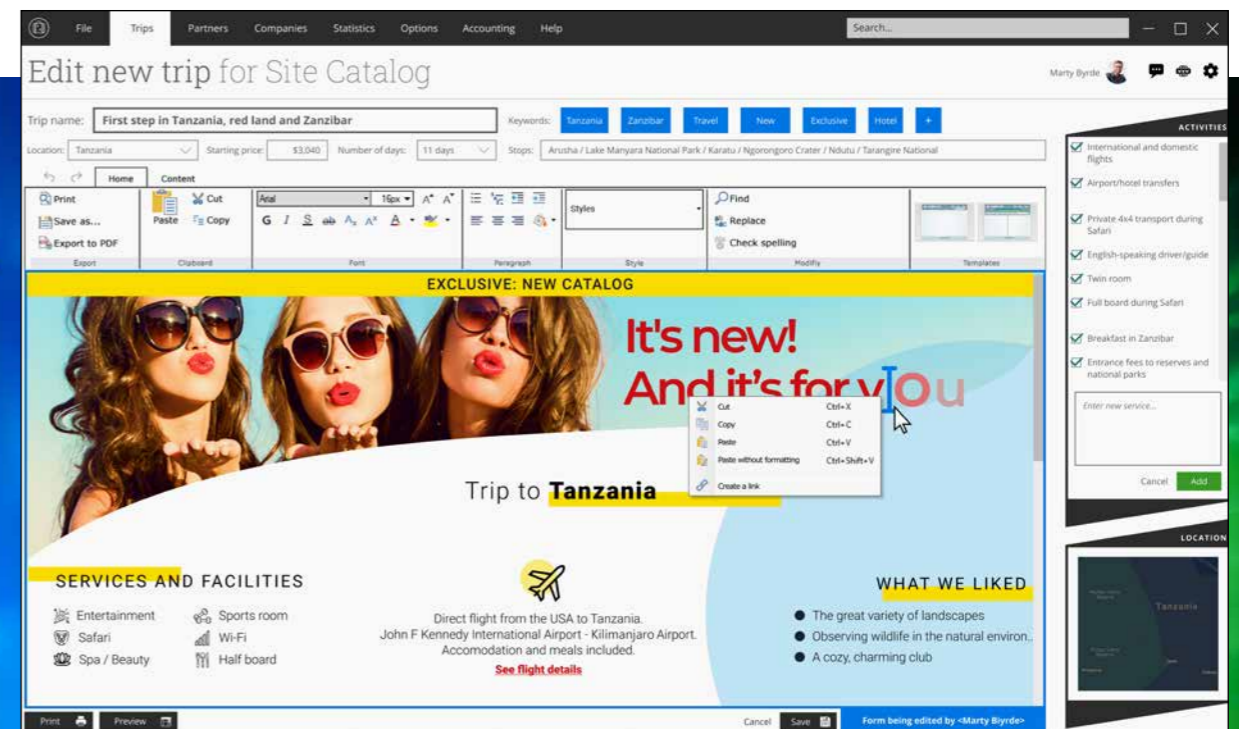 File Trips Partners Companies Statistics Options Accounting Help Search...
Edit new trip for Site Catalog
Marty Byrde
Trip name: First step in Tanzania, red land and Zanzibar Keywords: Tanzania Zanzibar Travel New Exclusive Hotel +
Location: Tanzania Starting price: $3,040 Number of days: 11 days Stops: Arusha / Lake Manyara National Park / Karatu / Ngorongoro Crater / Ndutu / Tarangire National
Home Content
Print Cut Arial 16px Find
Save as... Paste Copy G I S ab Styles Replace
Export to PDF Check spelling
Export Clipboard Font Paragraph Style Modifiy Templates
EXCLUSIVE: NEW CATALOG
It's new!
And it's for you
Cut Ctrl+X
Copy Ctrl+C
Paste Ctrl+V
Paste without formatting Ctrl+Shift+V
Create a link
Trip to Tanzania
SERVICES AND FACILITIES
Entertainment Sports room
Safari Wi-Fi
Spa / Beauty Half board
Direct flight from the USA to Tanzania.
John F Kennedy International Airport - Kilimanjaro Airport.
Accomodation and meals included.
See flight details
WHAT WE LIKED
The great variety of landscapes
Observing wildlife in the natural environ..
A cozy, charming club
ACTIVITIES
International and domestic
flights
Airport/hotel transfers
Private 4x4 transport during
Safari
English-speaking driver/guide
Twin room
Full board during Safari
Breakfast in Zanzibar
Entrance fees to reserves and
national parks
Enter new service...
Cancel Add
LOCATION
Tanzania
Print Preview Cancel Save Form being edited by <Marty Biyrde>